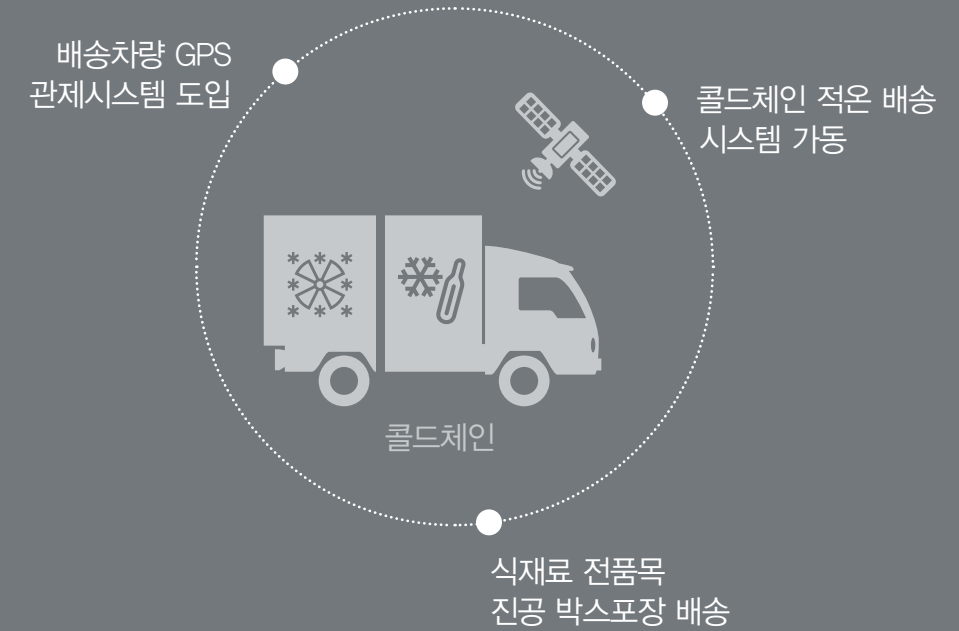 배송차량 GPS
관제시스템 도입
콜드체인 적온 배송
시스템 가동
콜드체인
식재료 전품목
진공 박스포장 배송